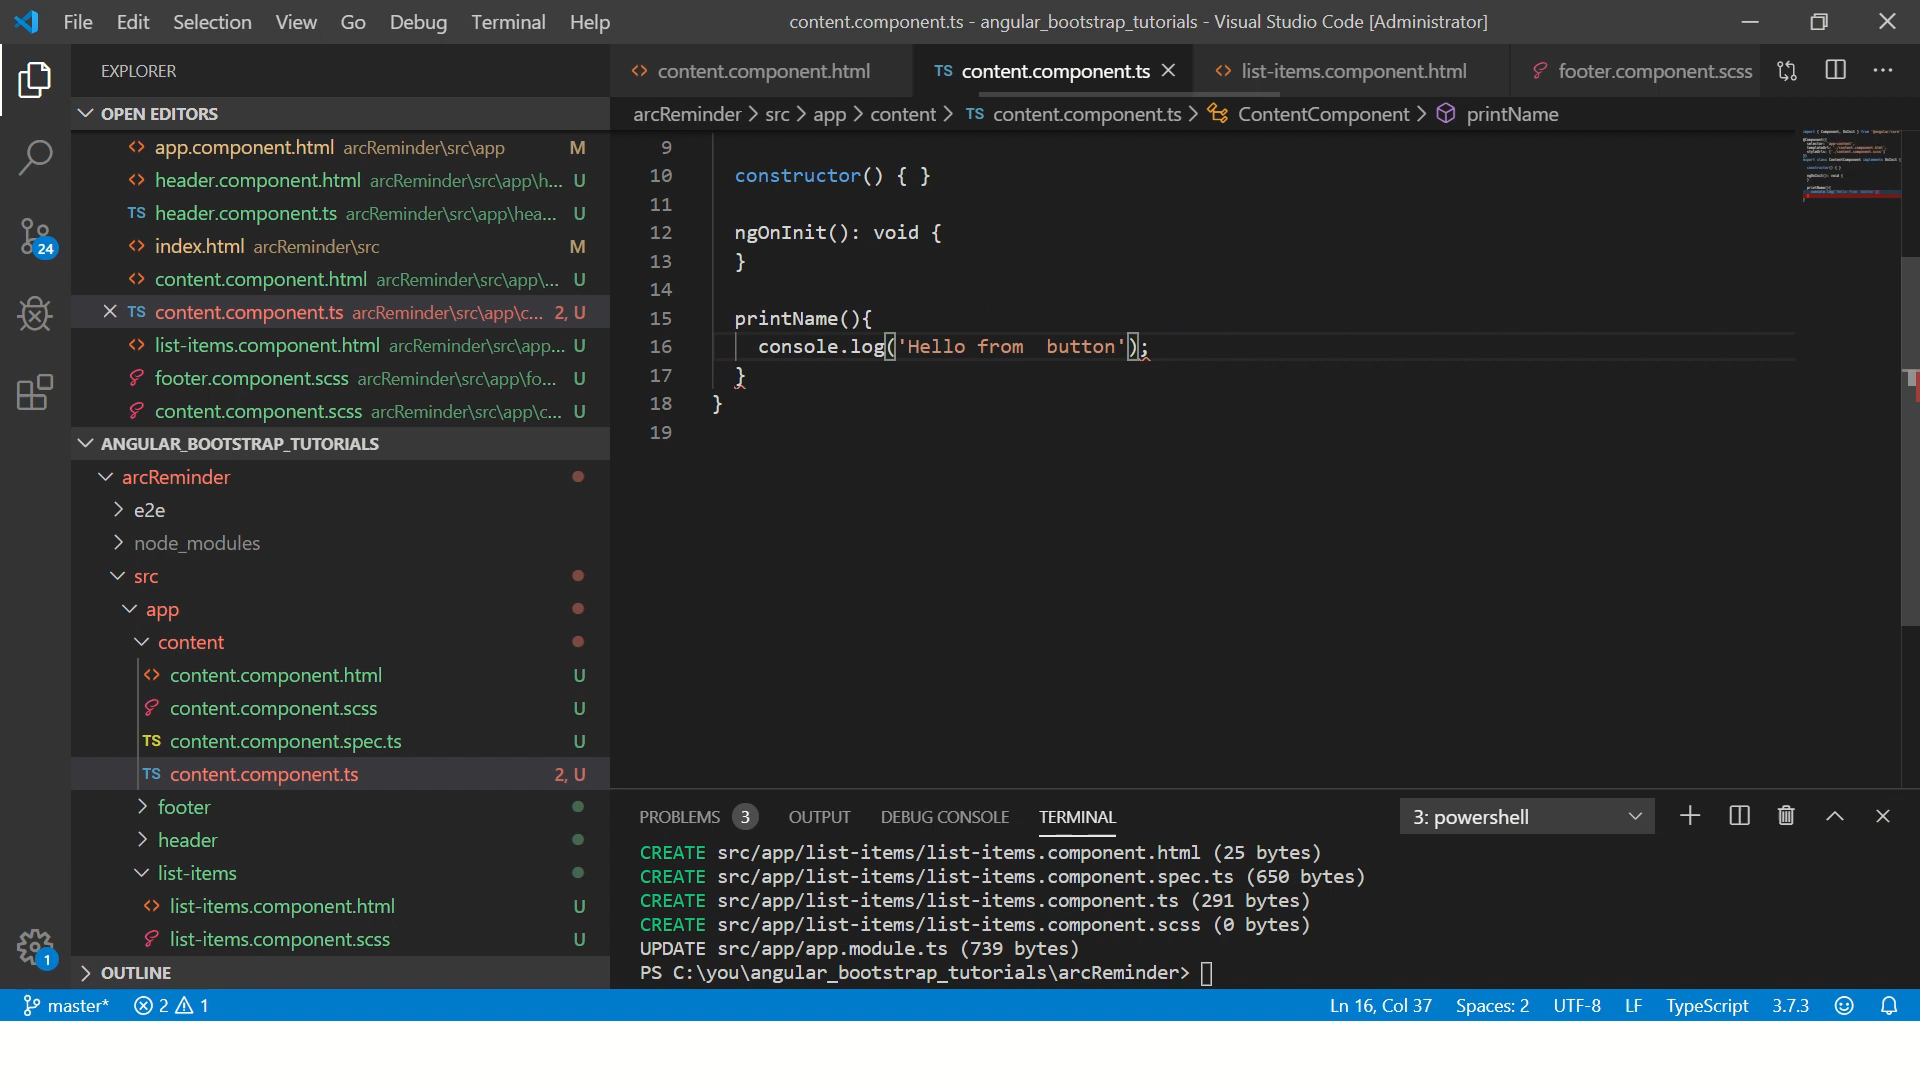 File Edit Selection View Go Debug Terminal Help
content.component.ts - angular_bootstrap_tutorials - Visual Studio Code [Administrator]
EXPLORER
OPEN EDITORS
app.component.html arcReminder\src\app M
header.component.html arcReminder\src\app\h... U
TS header.component.ts arcReminder\src\app\hea... U
index.html arcReminder\src M
content.component.html arcReminder\src\app\... U
TS content.component.ts arcReminder\src\app\c... 2, U
list-items.component.html arcReminder\src\app... U
footer.component.scss arcReminder\src\app\fo... U
content.component.scss arcReminder\src\app\c... U
ANGULAR_BOOTSTRAP_TUTORIALS
arcReminder
e2e
node_modules
src
app
content
content.component.html U
content.component.scss U
TS content.component.spec.ts U
TS content.component.ts 2, U
footer
header
list-items
list-items.component.html U
list-items.component.scss U
OUTLINE
24
1
content.component.html
TS content.component.ts
list-items.component.html
footer.component.scss
arcReminder > src > app > content > TS content.component.ts > ContentComponent > printName
9
10 constructor() { }
11
12 ngOnInit(): void {
13 }
14
15 printName(){
16 console.log('Hello from  button');
17 }
18 }
19
PROBLEMS 3 OUTPUT DEBUG CONSOLE TERMINAL 3: powershell
CREATE src/app/list-items/list-items.component.html (25 bytes)
CREATE src/app/list-items/list-items.component.spec.ts (650 bytes)
CREATE src/app/list-items/list-items.component.ts (291 bytes)
CREATE src/app/list-items/list-items.component.scss (0 bytes)
UPDATE src/app/app.module.ts (739 bytes)
PS C:\you\angular_bootstrap_tutorials\arcReminder>
master* 2 1 Ln 16, Col 37 Spaces: 2 UTF-8 LF TypeScript 3.7.3